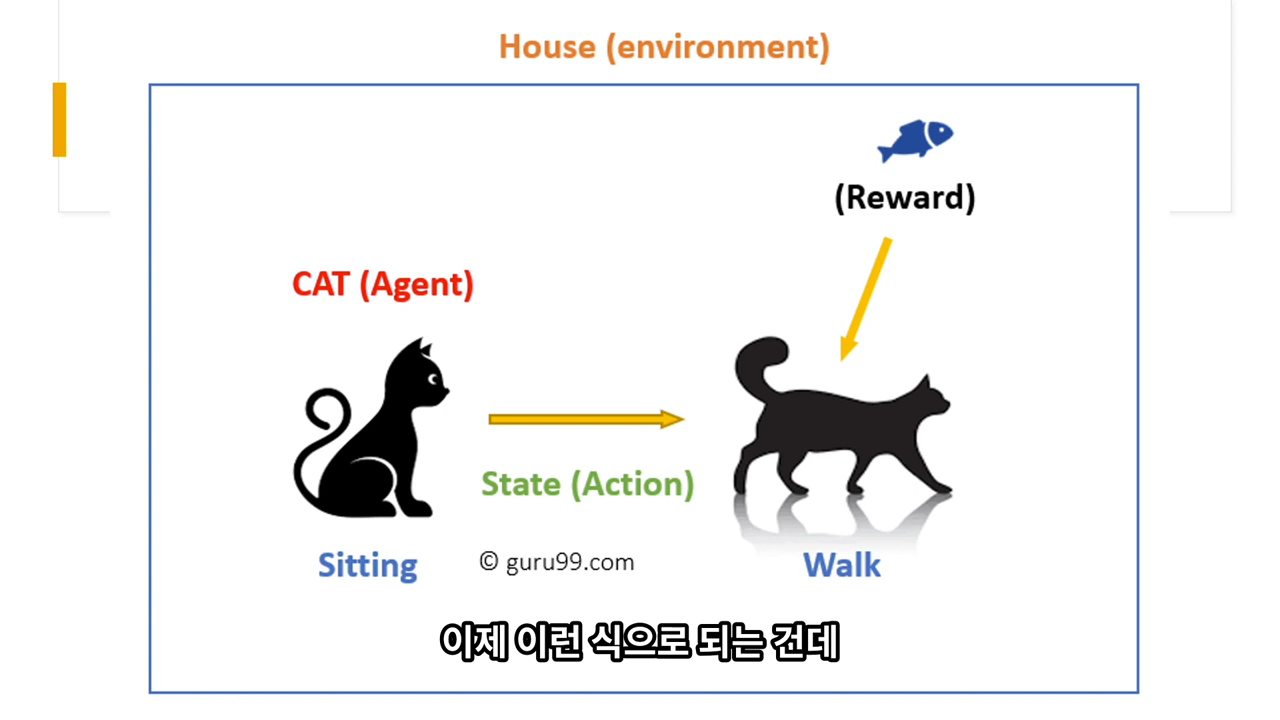 House (environment)
(Reward)
CAT (Agent)
State (Action)
Sitting
© guru99.com
Walk
이제 이런 식으로 되는 건데